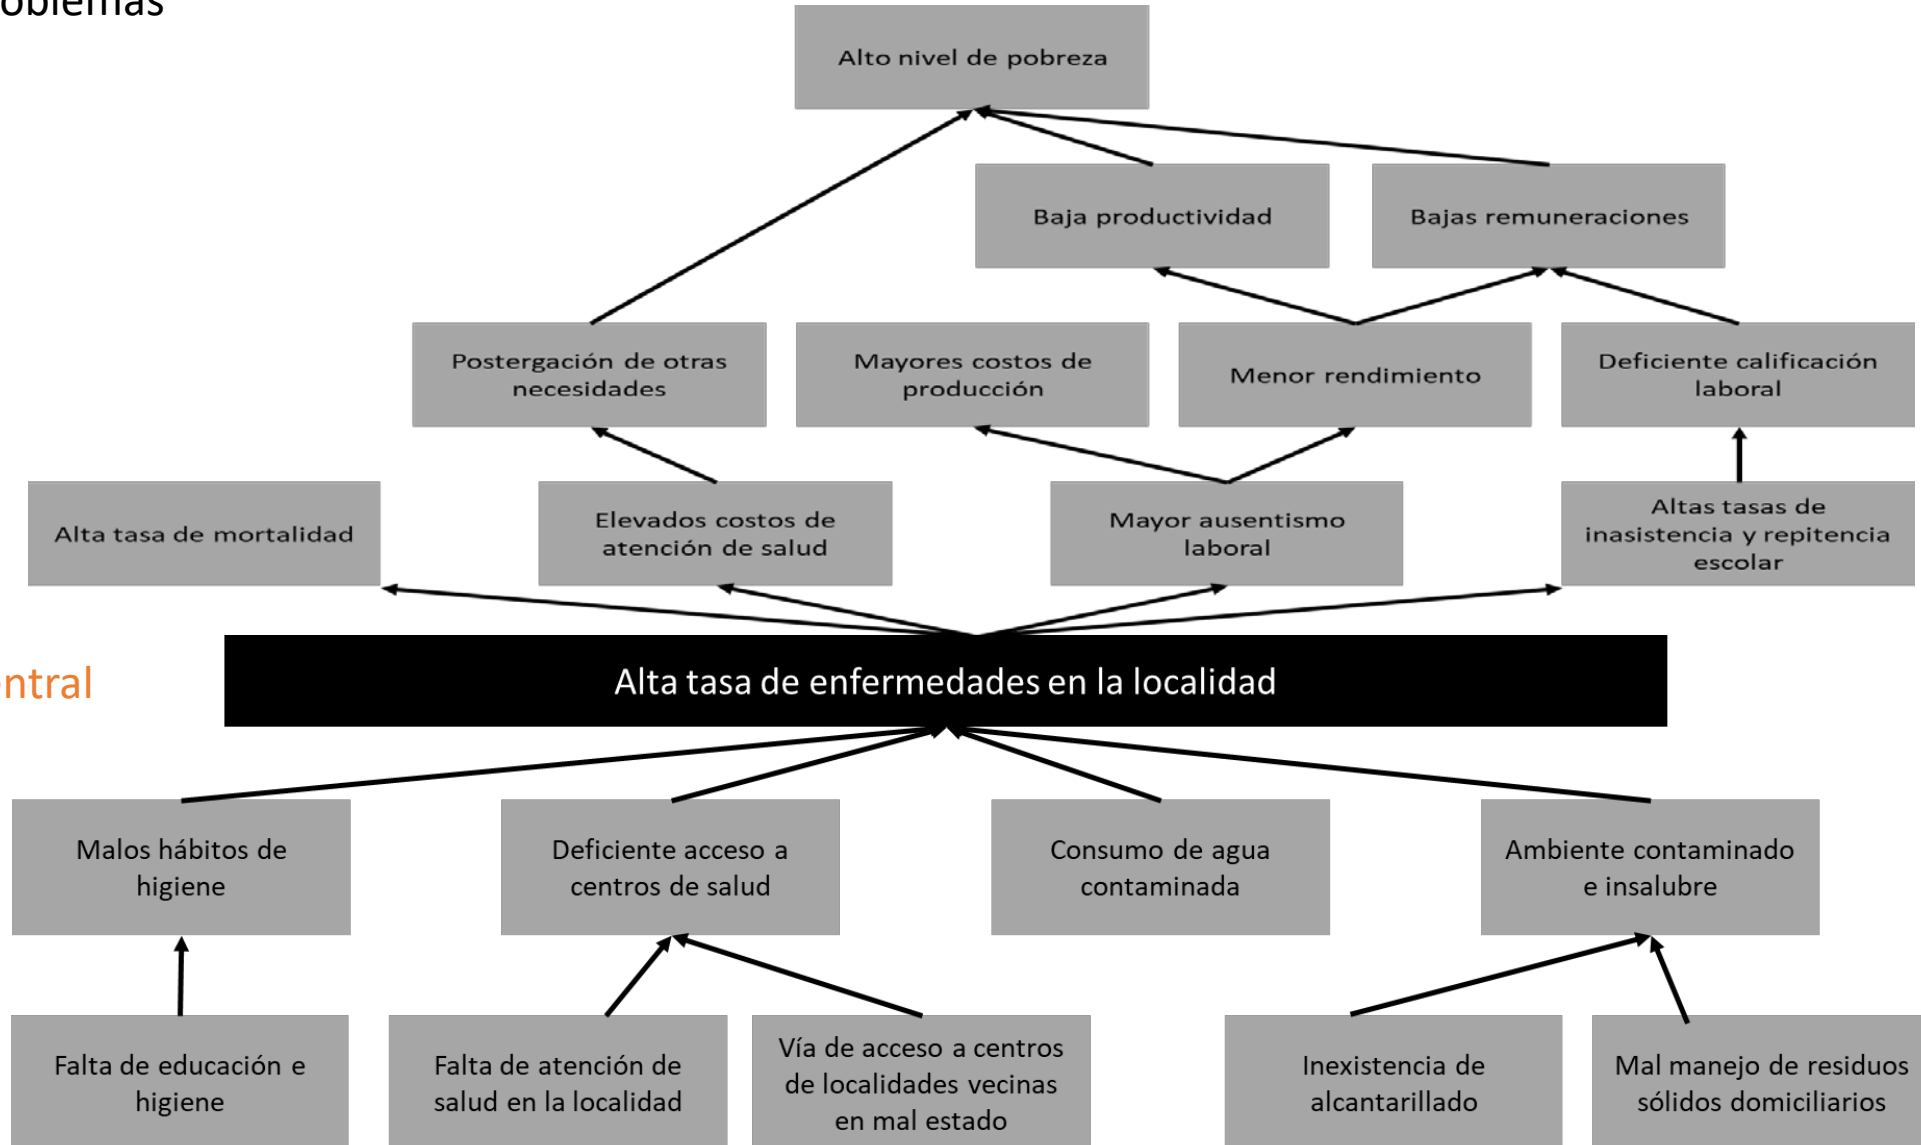 oblemas
Alto nivel de pobreza
Baja productividad
Bajas remuneraciones
Postergación de otras
necesidades
Mayores costos de
producción
Menor rendimiento
Deficiente calificación
laboral
Alta tasa de mortalidad
Elevados costos de
atención de salud
Mayor ausentismo
laboral
Altas tasas de
inasistencia y repitencia
escolar
entral
Alta tasa de enfermedades en la localidad
Malos hábitos de
higiene
Deficiente acceso a
centros de salud
Consumo de agua
contaminada
Ambiente contaminado
e insalubre
Falta de educación e
higiene
Falta de atención de
salud en la localidad
Vía de acceso a centros
de localidades vecinas
en mal estado
Inexistencia de
alcantarillado
Mal manejo de residuos
sólidos domiciliarios